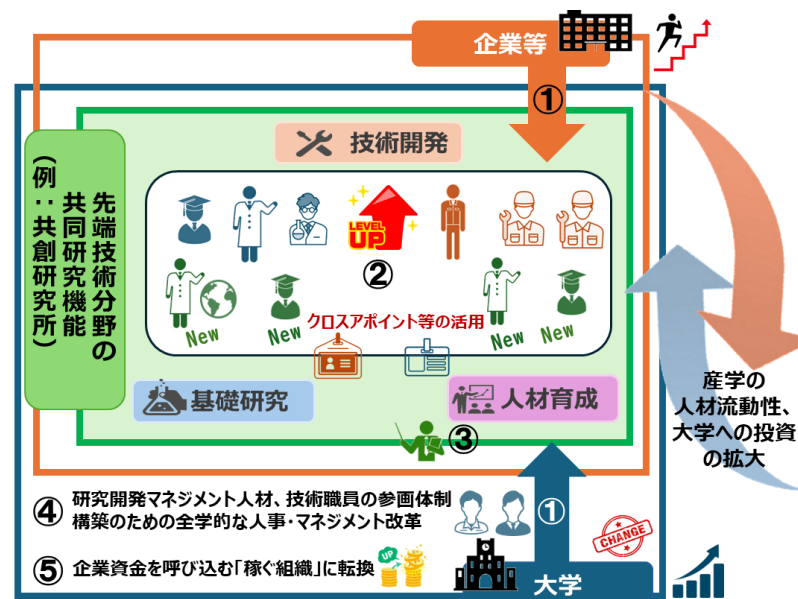 企業等
①
技術開発
先端技術分野の
共同研究機能
(例:共創研究所)
LEVEL
UP
②
New
New
New
New
クロスアポイント等の活用
基礎研究
人材育成
③
産学の
人材流動性、
大学への投資
の拡大
④
研究開発マネジメント人材、技術職員の参画体制
構築のための全学的な人事・マネジメント改革
①
CHANGE
⑤
企業資金を呼び込む「稼ぐ組織」に転換
UP
大学